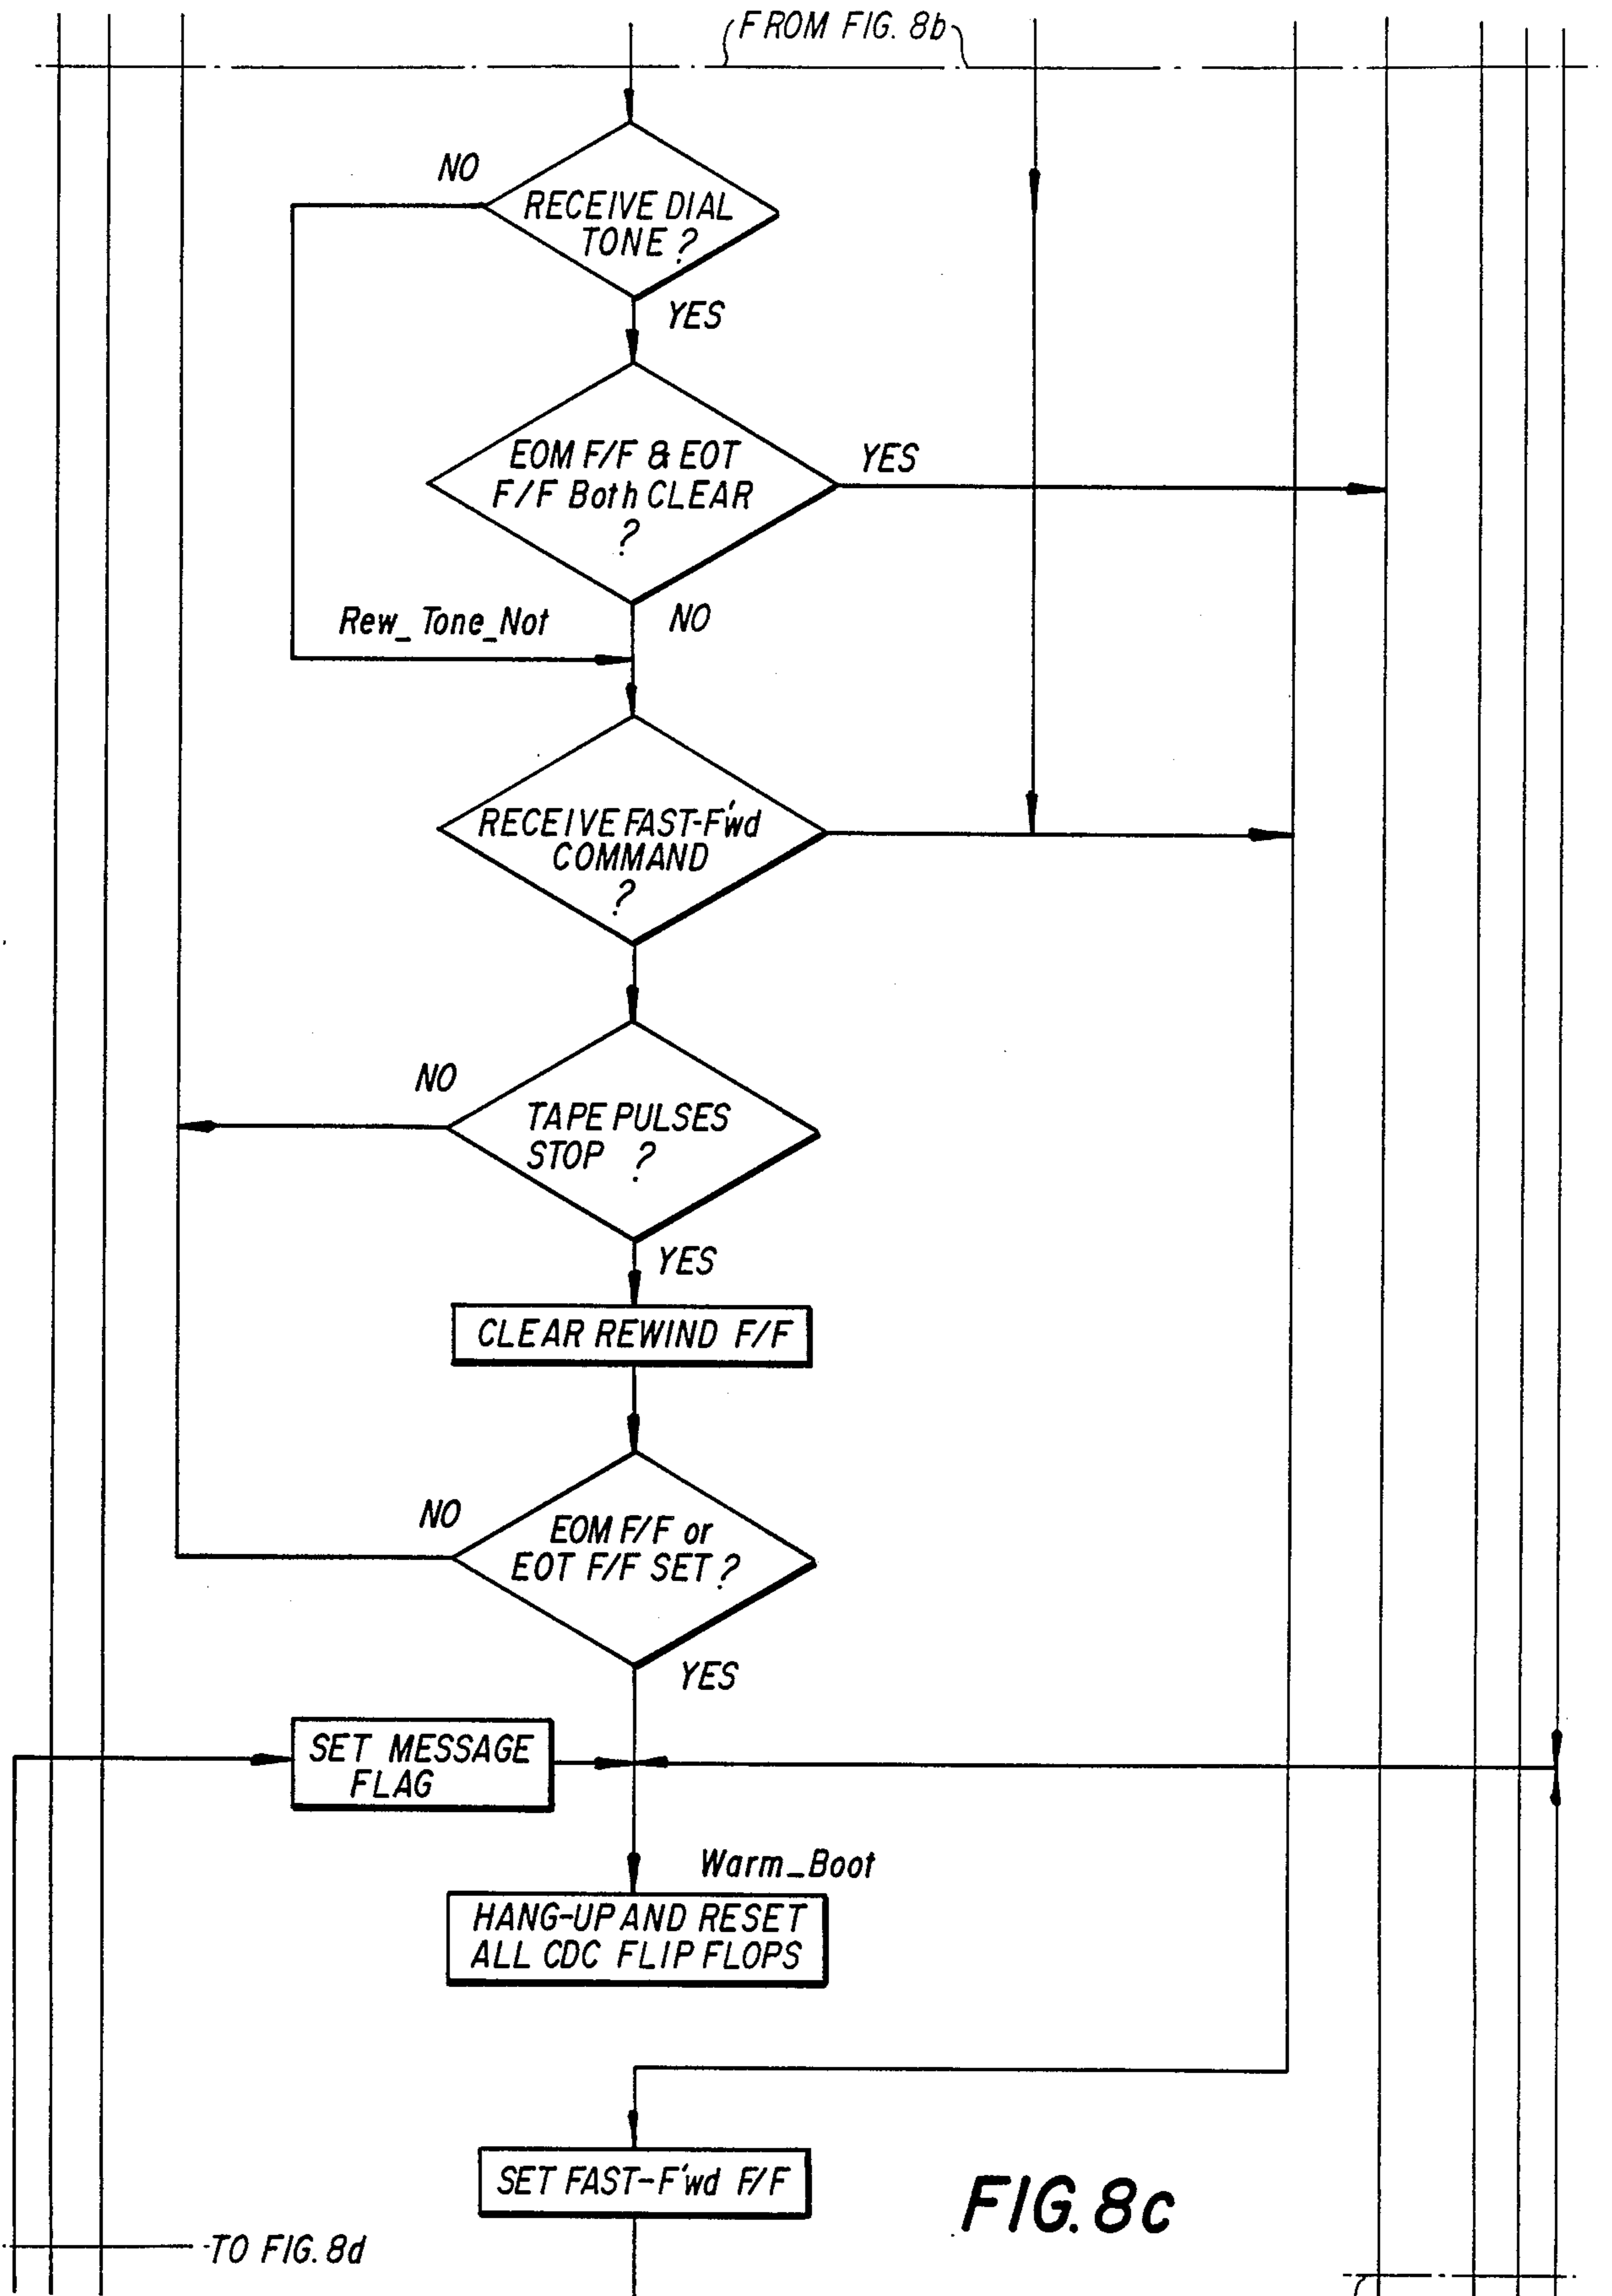 FROM FIG. 8b
NO
RECEIVE DIAL
TONE ?
YES
EOM F/F & EOT
F/F Both CLEAR
?
YES
Rew_Tone_Not
NO
RECEIVE FAST-F'wd
COMMAND
?
NO
TAPE PULSES
STOP ?
YES
CLEAR REWIND F/F
NO
EOM F/F or
EOT F/F SET ?
YES
SET MESSAGE
FLAG
Warm_Boot
HANG-UP AND RESET
ALL CDC FLIP FLOPS
SET FAST-F'wd F/F
FIG. 8c
TO FIG. 8d